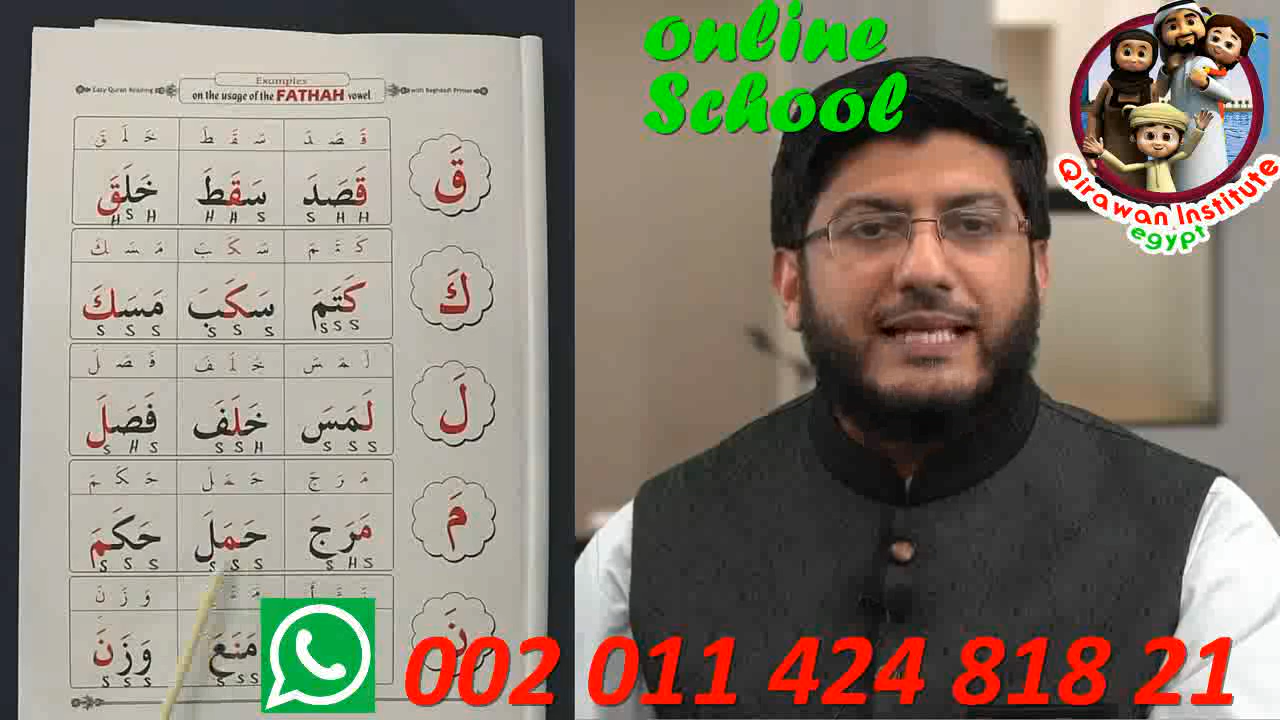 online
School
Qirawan Institute
egypt
Examples
Easy Quran Reading
on the usage of the FATHAH vowel
with Baghdadi Primer
قَ
قَ صَ دَ
سَ قَ طَ
خَ لَ قَ
قَصَدَ
سَقَطَ
خَلَقَ
H H S
H H S
H S H
كَ
كَ تَ مَ
سَ كَ بَ
مَ سَ كَ
كَتَمَ
سَكَبَ
مَسَكَ
S S S
S S S
S S S
لَ
لَ مَ سَ
خَ لَ فَ
فَ صَ لَ
لَمَسَ
خَلَفَ
فَصَلَ
S S S
S S H
S H S
مَ
مَ رَ جَ
حَ مَ لَ
حَ كَ مَ
مَرَجَ
حَمَلَ
حَكَمَ
S H S
S S S
S S S
نَ
وَ زَ نَ
مَنَعَ
وَزَنَ
S S S
S S S
002 011 424 818 21